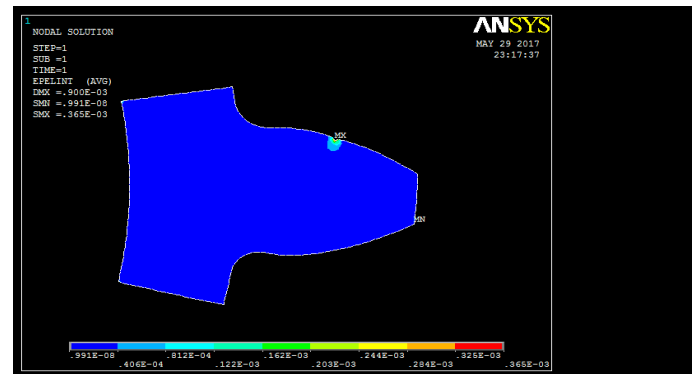 1
NODAL SOLUTION
STEP=1
SUB =1
TIME=1
EPELINT (AVG)
DMX =.900E-03
SMN =.991E-08
SMX =.365E-03
ANSYS
MAY 29 2017
23:17:37
MX
MN
.991E-08 .812E-04 .162E-03 .244E-03 .325E-03
.406E-04 .122E-03 .203E-03 .284E-03 .365E-03